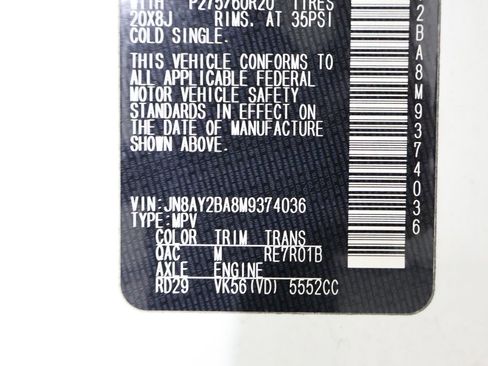 WITH P275/60R20 TIRES
20X8J RIMS, AT 35PSI
COLD SINGLE.
THIS VEHICLE CONFORMS TO
ALL APPLICABLE FEDERAL
MOTOR VEHICLE SAFETY
STANDARDS IN EFFECT ON
THE DATE OF MANUFACTURE
SHOWN ABOVE.
VIN: JN8AY2BA8M9374036
TYPE: MPV
COLOR TRIM TRANS
QAC M RE7R01B
AXLE ENGINE
RD29 VK56(VD) 5552CC
2BA8M9374036